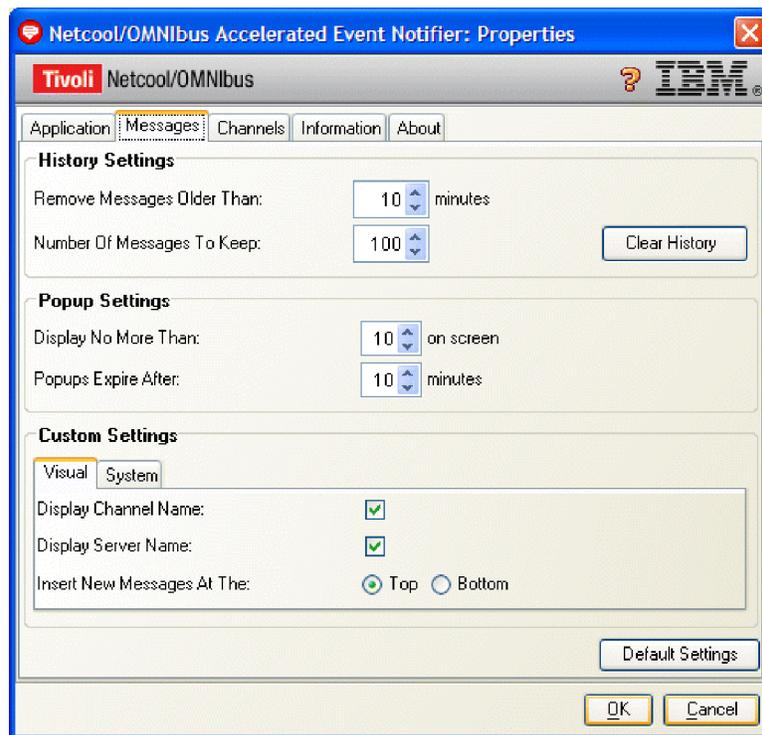 Netcool/OMNIbus Accelerated Event Notifier: Properties
Tivoli Netcool/OMNIbus ? IBM®
Application Messages Channels Information About
History Settings
Remove Messages Older Than: 10 minutes
Number Of Messages To Keep: 100 Clear History
Popup Settings
Display No More Than: 10 on screen
Popups Expire After: 10 minutes
Custom Settings
Visual System
Display Channel Name:
Display Server Name:
Insert New Messages At The: Top Bottom
Default Settings
OK Cancel